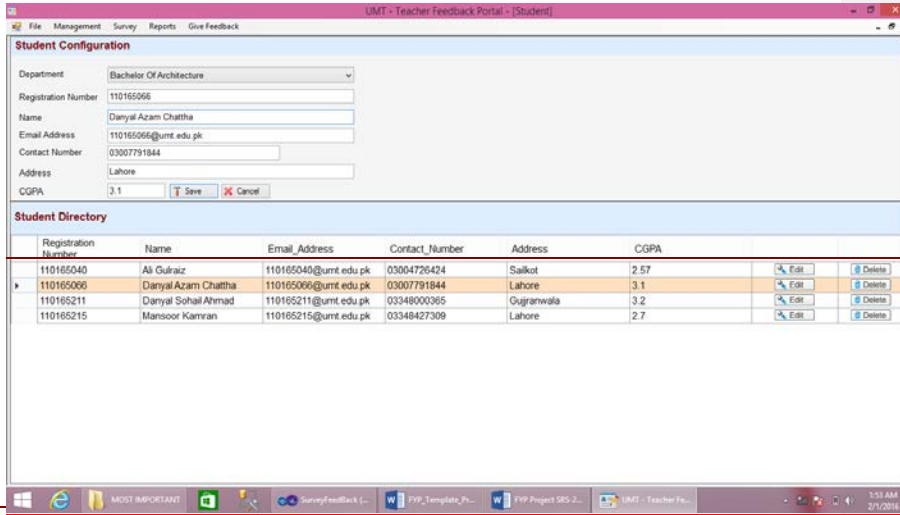 UMT - Teacher Feedback Portal - [Student]
File Management Survey Reports Give Feedback
Student Configuration
Department Bachelor Of Architecture
Registration Number 110165066
Name Danyal Azam Chattha
Email Address 110165066@umt.edu.pk
Contact Number 03007791844
Address Lahore
CGPA 3.1 Save Cancel
Student Directory
Registration Number Name Email_Address Contact_Number Address CGPA
110165040 Ali Gulraiz 110165040@umt.edu.pk 03004726424 Sailkot 2.57 Edit Delete
110165066 Danyal Azam Chattha 110165066@umt.edu.pk 03007791844 Lahore 3.1 Edit Delete
110165211 Danyal Sohail Ahmad 110165211@umt.edu.pk 03348000365 Gujranwala 3.2 Edit Delete
110165215 Mansoor Kamran 110165215@umt.edu.pk 03348427309 Lahore 2.7 Edit Delete
MOST IMPORTANT SurveyFeedBack (... FYP_Template_Pr... FYP Project SRS-2... UMT - Teacher Fe... 1:53 AM
2/1/2016